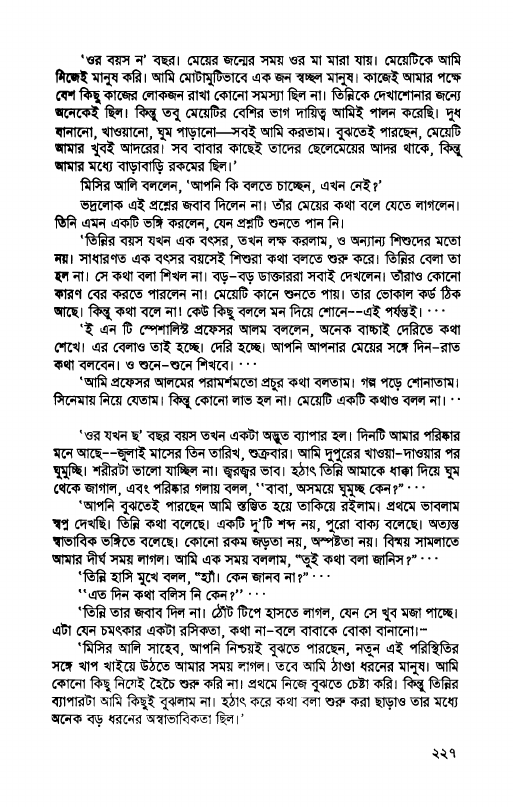 ‘ওর বয়স ন’ বছর। মেয়ের জন্মের সময় ওর মা মারা যায়। মেয়েটিকে আমি
নিজেই মানুষ করি। আমি মোটামুটিভাবে এক জন স্বচ্ছল মানুষ। কাজেই আমার পক্ষে
বেশ কিছু কাজের লোকজন রাখা কোনো সমস্যা ছিল না। তিন্নিকে দেখাশোনার জন্যে
অনেকেই ছিল। কিন্তু তবু মেয়েটির বেশির ভাগ দায়িত্ব আমিই পালন করেছি। দুধ
বানানো, খাওয়ানো, ঘুম পাড়ানো—সবই আমি করতাম। বুঝতেই পারছেন, মেয়েটি
আমার খুবই আদরের। সব বাবার কাছেই তাদের ছেলেমেয়ের আদর থাকে, কিন্তু
আমার মধ্যে বাড়াবাড়ি রকমের ছিল।’
মিসির আলি বললেন, ‘আপনি কি বলতে চাচ্ছেন, এখন নেই?’
ভদ্রলোক এই প্রশ্নের জবাব দিলেন না। তাঁর মেয়ের কথা বলে যেতে লাগলেন।
তিনি এমন একটি ভঙ্গি করলেন, যেন প্রশ্নটি শুনতে পান নি।
‘তিন্নির বয়স যখন এক বৎসর, তখন লক্ষ করলাম, ও অন্যান্য শিশুদের মতো
নয়। সাধারণত এক বৎসর বয়সেই শিশুরা কথা বলতে শুরু করে। তিন্নির বেলা তা
হল না। সে কথা বলা শিখল না। বড়-বড় ডাক্তাররা সবাই দেখলেন। তাঁরাও কোনো
কারণ বের করতে পারলেন না। মেয়েটি কানে শুনতে পায়। তার ভোকাল কর্ড ঠিক
আছে। কিন্তু কথা বলে না। কেউ কিছু বললে মন দিয়ে শোনে--এই পর্যন্তই। ···
‘ই এন টি স্পেশালিস্ট প্রফেসর আলম বললেন, অনেক বাচ্চাই দেরিতে কথা
শেখে। এর বেলাও তাই হচ্ছে। দেরি হচ্ছে। আপনি আপনার মেয়ের সঙ্গে দিন-রাত
কথা বলবেন। ও শুনে-শুনে শিখবে। ···
‘আমি প্রফেসর আলমের পরামর্শমতো প্রচুর কথা বলতাম। গল্প পড়ে শোনাতাম।
সিনেমায় নিয়ে যেতাম। কিন্তু কোনো লাভ হল না। মেয়েটি একটি কথাও বলল না। ··
‘ওর যখন ছ’ বছর বয়স তখন একটা অদ্ভুত ব্যাপার হল। দিনটি আমার পরিষ্কার
মনে আছে--জুলাই মাসের তিন তারিখ, শুক্রবার। আমি দুপুরের খাওয়া-দাওয়ার পর
ঘুমুচ্ছি। শরীরটা ভালো যাচ্ছিল না। জ্বরজ্বর ভাব। হঠাৎ তিন্নি আমাকে ধাক্কা দিয়ে ঘুম
থেকে জাগাল, এবং পরিষ্কার গলায় বলল, “বাবা, অসময়ে ঘুমুচ্ছ কেন?” ···
‘আপনি বুঝতেই পারছেন আমি স্তম্ভিত হয়ে তাকিয়ে রইলাম। প্রথমে ভাবলাম
স্বপ্ন দেখছি। তিন্নি কথা বলেছে। একটি দু’টি শব্দ নয়, পুরো বাক্য বলেছে। অত্যন্ত
স্বাভাবিক ভঙ্গিতে বলেছে। কোনো রকম জড়তা নয়, অস্পষ্টতা নয়। বিস্ময় সামলাতে
আমার দীর্ঘ সময় লাগল। আমি এক সময় বললাম, “তুই কথা বলা জানিস?” ···
‘তিন্নি হাসি মুখে বলল, “হ্যাঁ। কেন জানব না?” ···
‘“এত দিন কথা বলিস নি কেন?” ···
‘তিন্নি তার জবাব দিল না। ঠোঁট টিপে হাসতে লাগল, যেন সে খুব মজা পাচ্ছে।
এটা যেন চমৎকার একটা রসিকতা, কথা না-বলে বাবাকে বোকা বানানো।···
‘মিসির আলি সাহেব, আপনি নিশ্চয়ই বুঝতে পারছেন, নতুন এই পরিস্থিতির
সঙ্গে খাপ খাইয়ে উঠতে আমার সময় লাগল। তবে আমি ঠাণ্ডা ধরনের মানুষ। আমি
কোনো কিছু নিয়েই হৈচৈ শুরু করি না। প্রথমে নিজে বুঝতে চেষ্টা করি। কিন্তু তিন্নির
ব্যাপারটা আমি কিছুই বুঝলাম না। হঠাৎ করে কথা বলা শুরু করা ছাড়াও তার মধ্যে
অনেক বড় ধরনের অস্বাভাবিকতা ছিল।’
২২৭